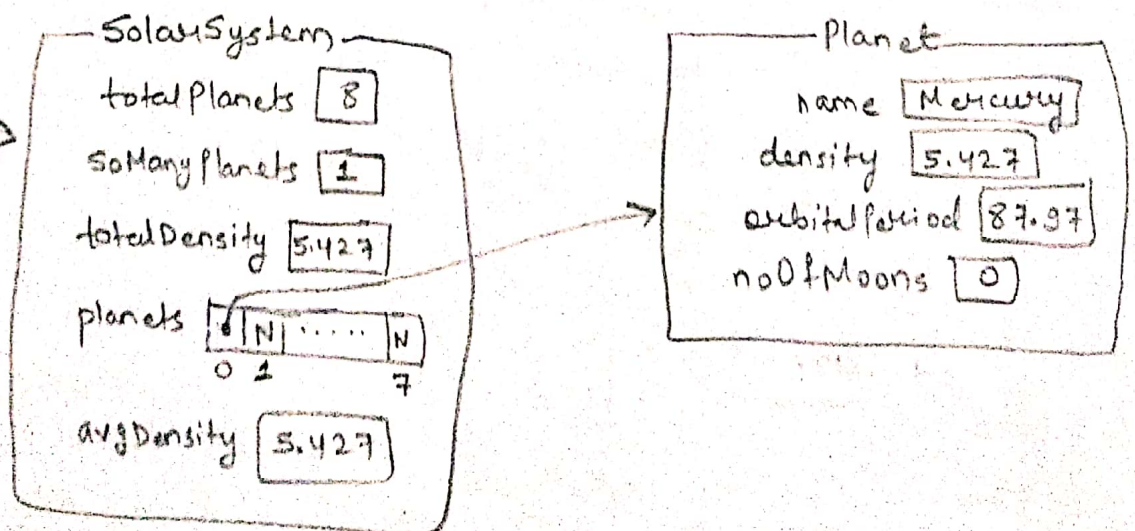 SolarSystem
totalPlanets 8
soManyPlanets 1
totalDensity 5.427
planets N ...... N
0 1 7
avgDensity 5.427
Planet
name Mercury
density 5.427
orbitalPeriod 87.97
noOfMoons 0